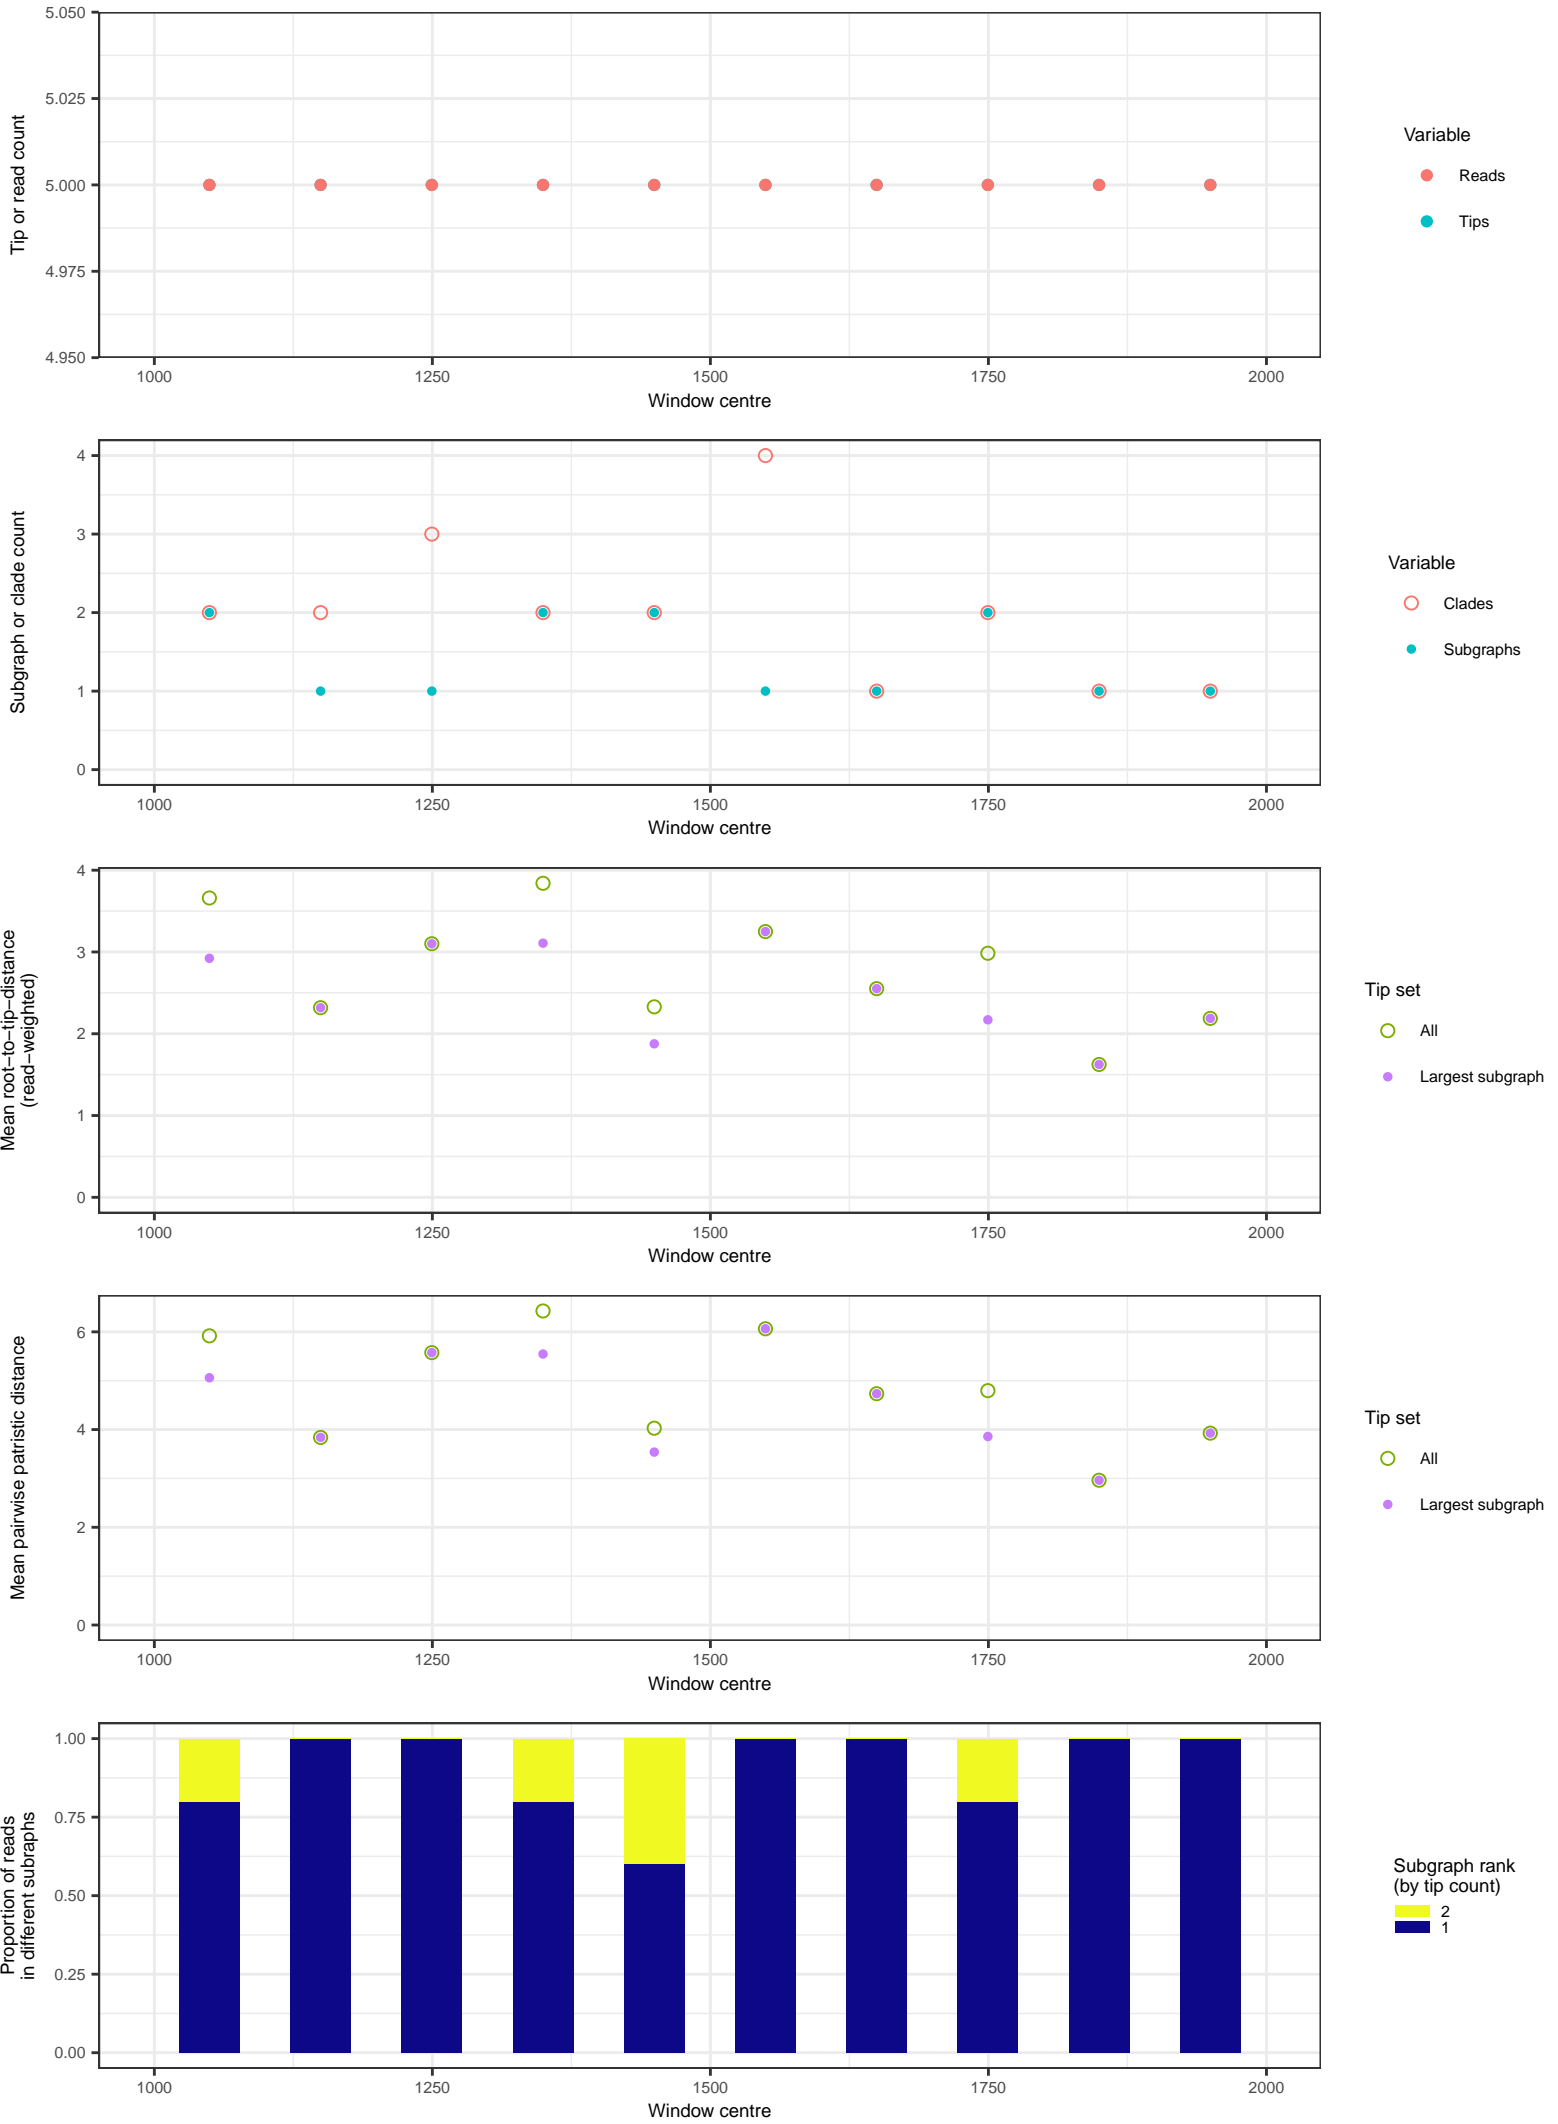 5.050
5.025
5.000
4.975
4.950
Tip or read count
1000 1250 1500 1750 2000
Window centre
Variable
Reads
Tips
4
3
2
1
0
Subgraph or clade count
1000 1250 1500 1750 2000
Window centre
Variable
Clades
Subgraphs
4
3
2
1
0
Mean root−to−tip−distance
(read−weighted)
1000 1250 1500 1750 2000
Window centre
Tip set
All
Largest subgraph
6
4
2
0
Mean pairwise patristic distance
1000 1250 1500 1750 2000
Window centre
Tip set
All
Largest subgraph
1.00
0.75
0.50
0.25
0.00
Proportion of reads
in different subraphs
1000 1250 1500 1750 2000
Window centre
Subgraph rank
(by tip count)
2
1